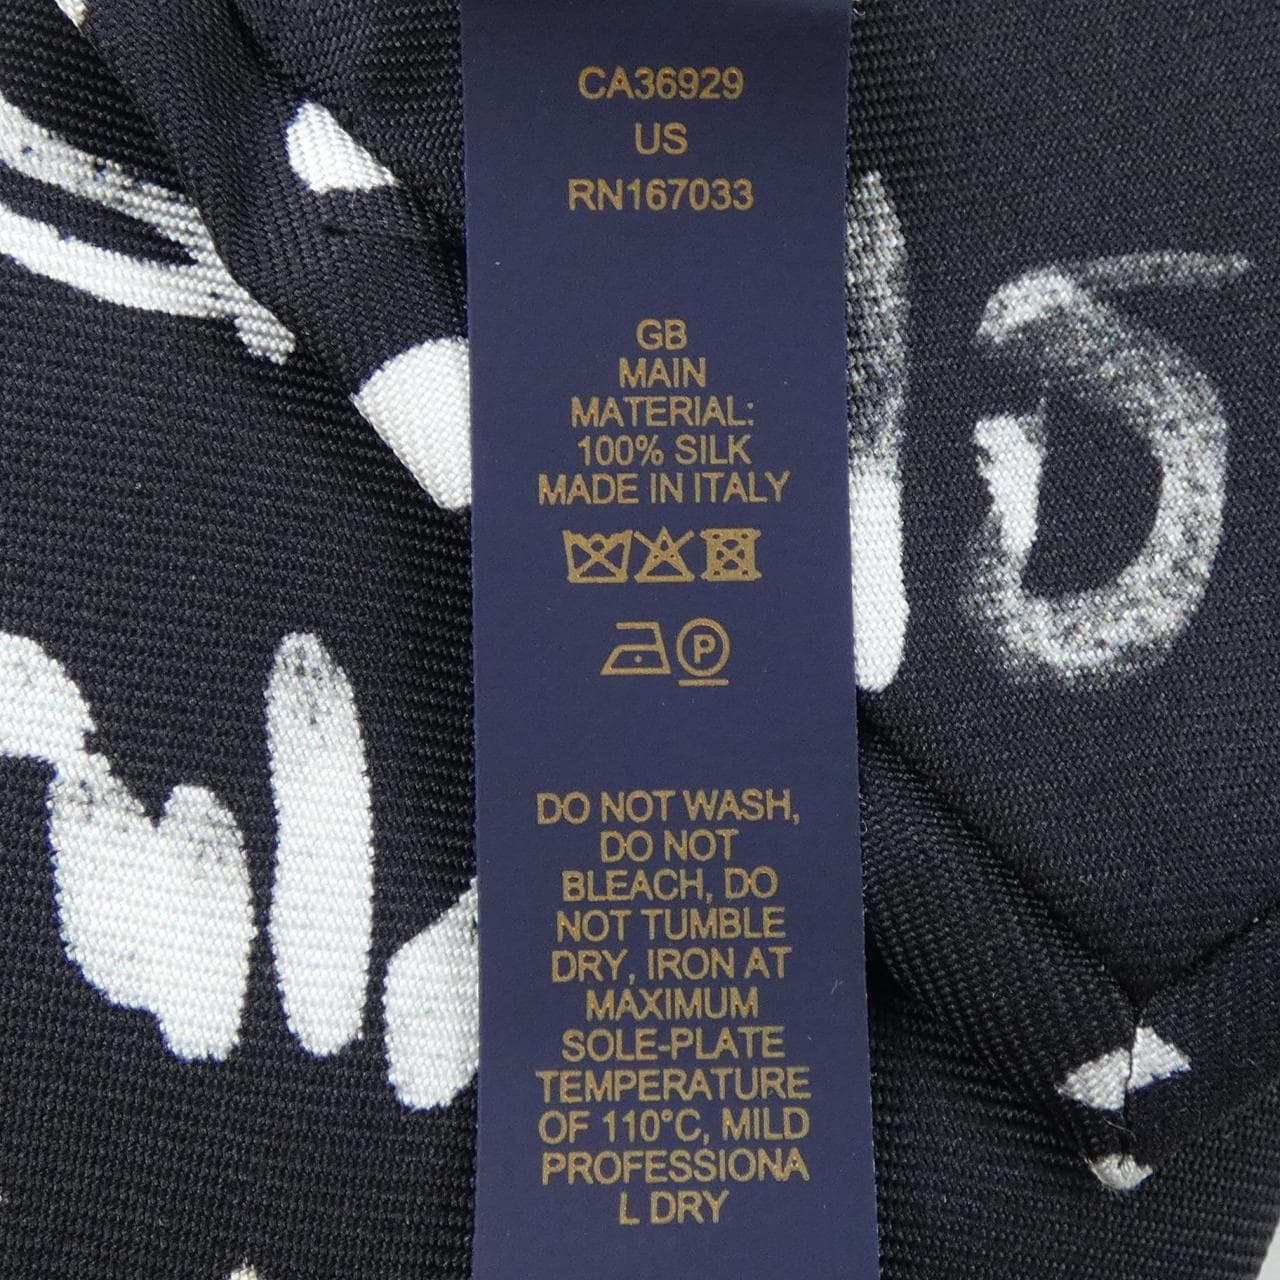 CA36929
US
RN167033
GB
MAIN
MATERIAL:
100% SILK
MADE IN ITALY
P
DO NOT WASH,
DO NOT
BLEACH, DO
NOT TUMBLE
DRY, IRON AT
MAXIMUM
SOLE-PLATE
TEMPERATURE
OF 110°C, MILD
PROFESSIONA
L DRY